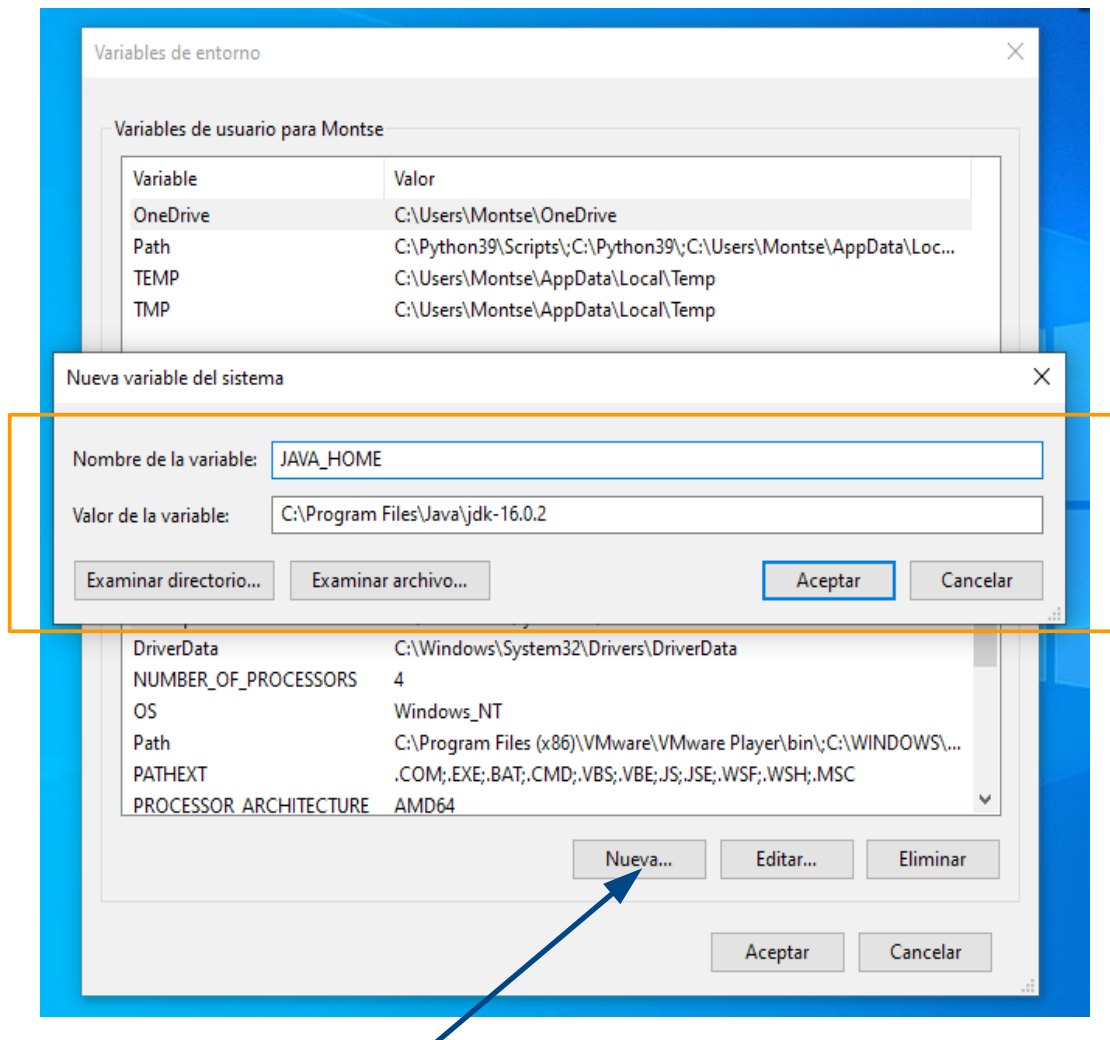 Variables de entorno
Variables de usuario para Montse
Variable Valor
OneDrive C:\Users\Montse\OneDrive
Path C:\Python39\Scripts\;C:\Python39\;C:\Users\Montse\AppData\Loc...
TEMP C:\Users\Montse\AppData\Local\Temp
TMP C:\Users\Montse\AppData\Local\Temp
Nueva variable del sistema
Nombre de la variable: JAVA_HOME
Valor de la variable: C:\Program Files\Java\jdk-16.0.2
Examinar directorio... Examinar archivo... Aceptar Cancelar
DriverData C:\Windows\System32\Drivers\DriverData
NUMBER_OF_PROCESSORS 4
OS Windows_NT
Path C:\Program Files (x86)\VMware\VMware Player\bin\;C:\WINDOWS\...
PATHEXT .COM;.EXE;.BAT;.CMD;.VBS;.VBE;.JS;.JSE;.WSF;.WSH;.MSC
PROCESSOR_ARCHITECTURE AMD64
Nueva... Editar... Eliminar
Aceptar Cancelar